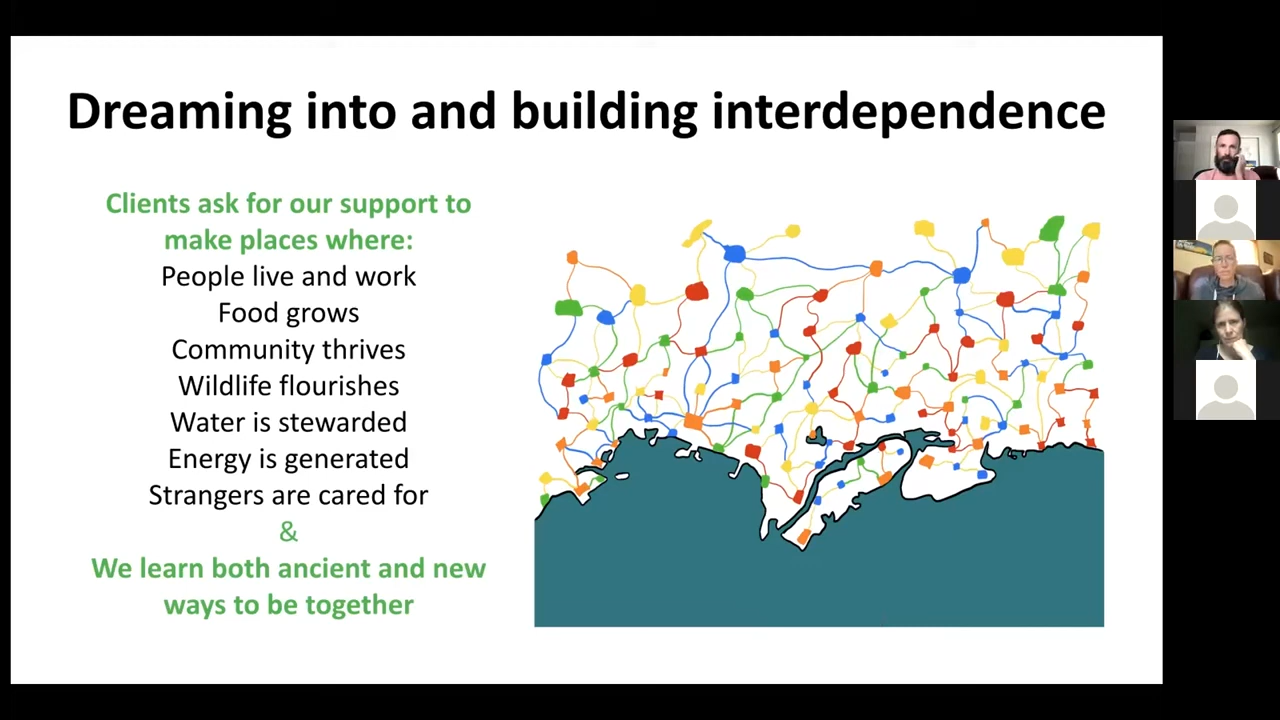 Dreaming into and building interdependence
Clients ask for our support to
make places where:
People live and work
Food grows
Community thrives
Wildlife flourishes
Water is stewarded
Energy is generated
Strangers are cared for
&
We learn both ancient and new
ways to be together